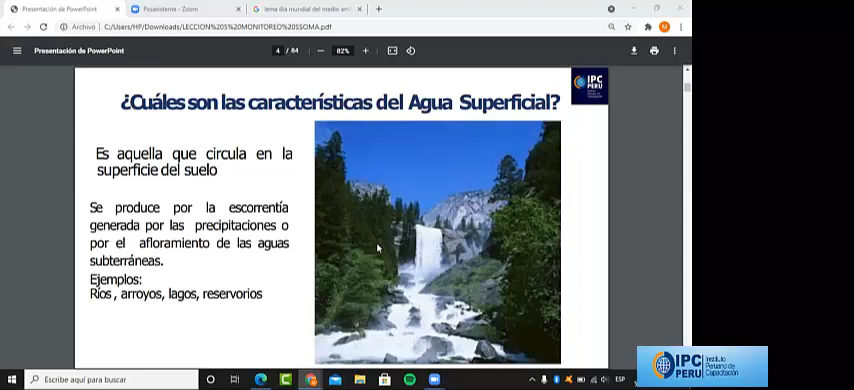 Presentación de PowerPoint
Posasistente - Zoom
lema dia mundial del medio am
Archivo | C:/Users/HP/Downloads/LECCION%205%20MONITOREO%20SSOMA.pdf
M
Presentación de PowerPoint
4 / 84
82%
IPC
PERÚ
¿Cuáles son las características del Agua Superficial?
Es aquella que circula en la
superficie del suelo
Se produce por la escorrentía
generada por las precipitaciones o
por el afloramiento de las aguas
subterráneas.
Ejemplos:
Ríos , arroyos, lagos, reservorios
Escribe aquí para buscar
ESP
IPC
PERU
Instituto
Peruano de
Capacitación